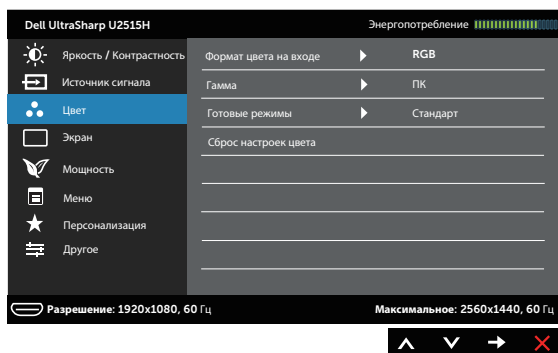 Dell UltraSharp U2515H Энергопотребление
Яркость / Контрастность Формат цвета на входе RGB
Источник сигнала Гамма ПК
Цвет Готовые режимы Стандарт
Экран Сброс настроек цвета
Мощность
Меню
Персонализация
Другое
Разрешение: 1920x1080, 60 Гц Максимальное: 2560x1440, 60 Гц